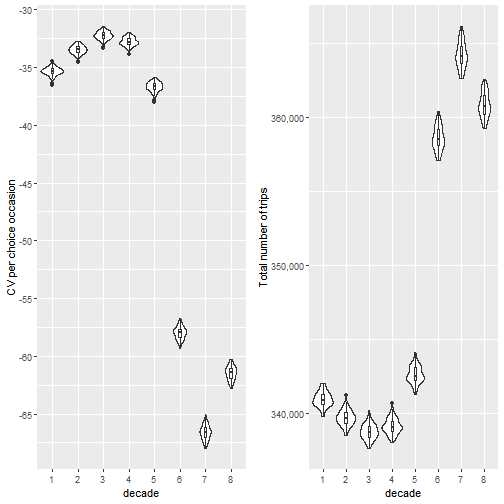 CV per choice occasion
-30
-35
-40
-45
-50
-55
-60
-65
1 2 3 4 5 6 7 8
decade
Total number of trips
360,000
350,000
340,000
1 2 3 4 5 6 7 8
decade